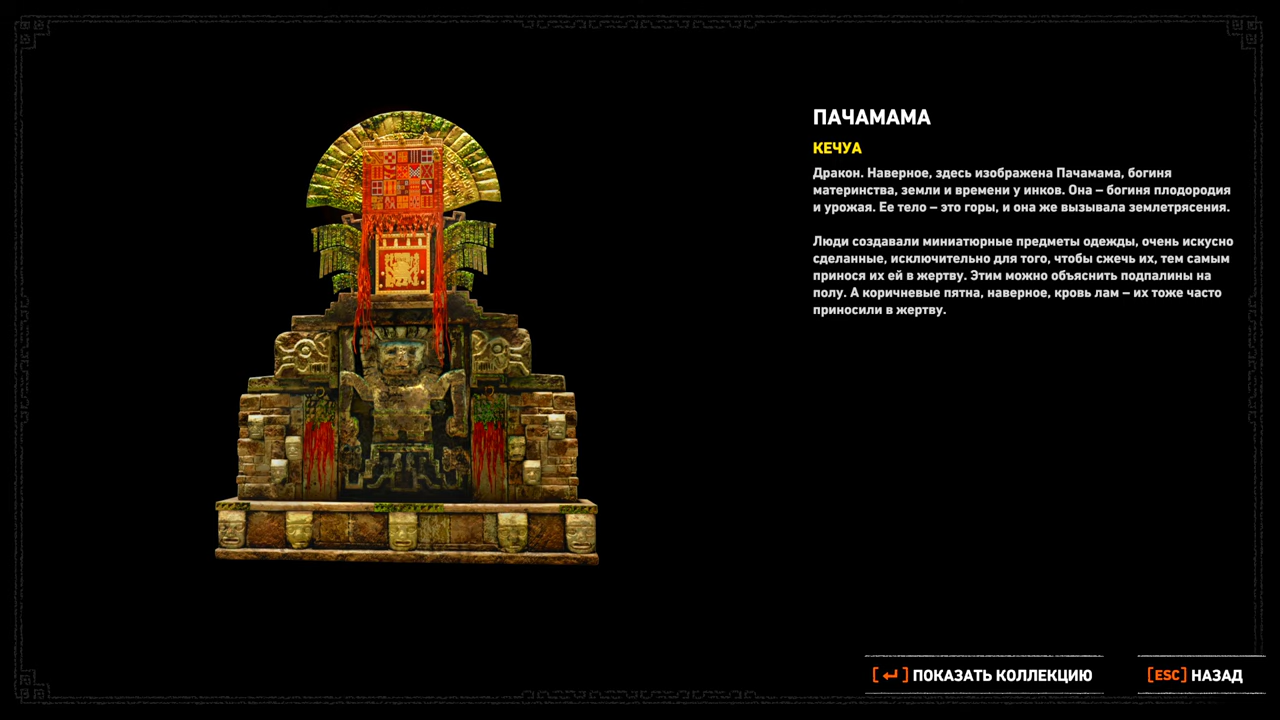 ПАЧАМАМА
КЕЧУА
Дракон. Наверное, здесь изображена Пачамама, богиня
материнства, земли и времени у инков. Она – богиня плодородия
и урожая. Ее тело – это горы, и она же вызывала землетрясения.
Люди создавали миниатюрные предметы одежды, очень искусно
сделанные, исключительно для того, чтобы сжечь их, тем самым
принося их ей в жертву. Этим можно объяснить подпалины на
полу. А коричневые пятна, наверное, кровь лам – их тоже часто
приносили в жертву.
[↵] ПОКАЗАТЬ КОЛЛЕКЦИЮ
[ESC] НАЗАД